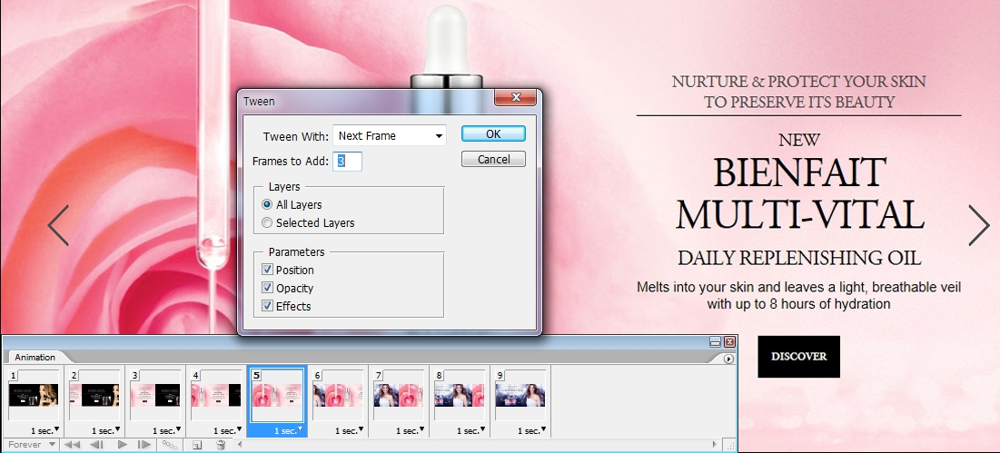 NURTURE & PROTECT YOUR SKIN
TO PRESERVE ITS BEAUTY
NEW
BIENFAIT
MULTI-VITAL
DAILY REPLENISHING OIL
Melts into your skin and leaves a light, breathable veil
with up to 8 hours of hydration
DISCOVER
Tween
Tween With: Next Frame
OK
Frames to Add: 3
Cancel
Layers
All Layers
Selected Layers
Parameters
Position
Opacity
Effects
Animation
1 2 3 4 5 6 7 8 9
1 sec. 1 sec. 1 sec. 1 sec. 1 sec. 1 sec. 1 sec. 1 sec. 1 sec.
Forever